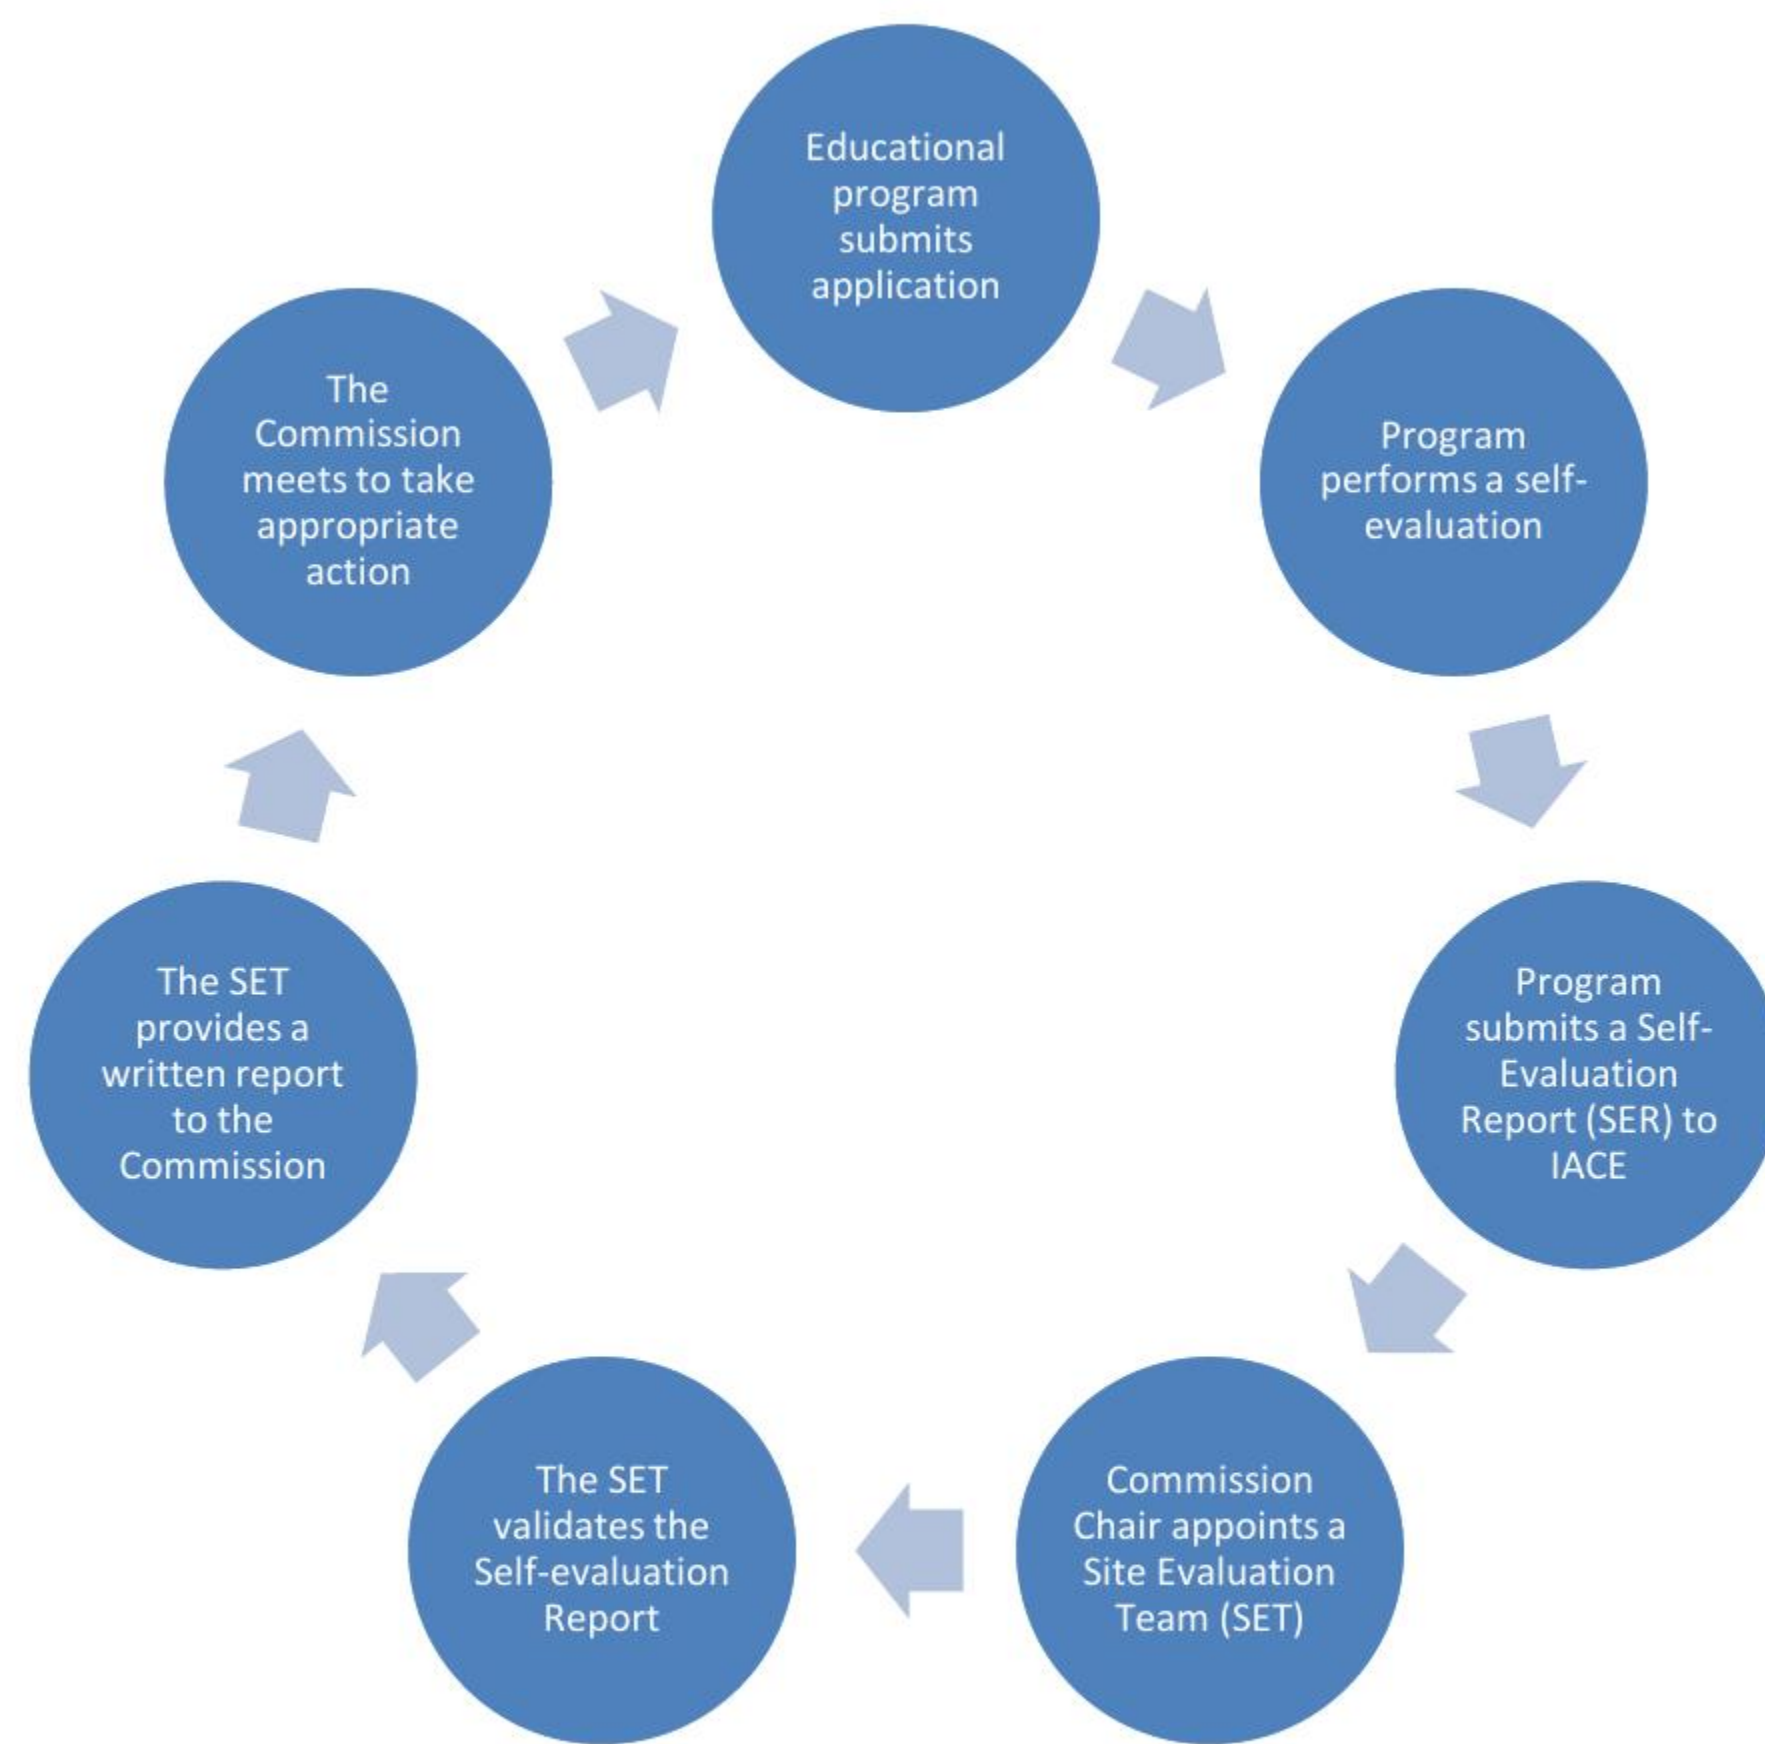 Educational
program
submits
application
Program
performs a self-
evaluation
Program
submits a Self-
Evaluation
Report (SER) to
IACE
Commission
Chair appoints a
Site Evaluation
Team (SET)
The SET
validates the
Self-evaluation
Report
The SET
provides a
written report
to the
Commission
The
Commission
meets to take
appropriate
action